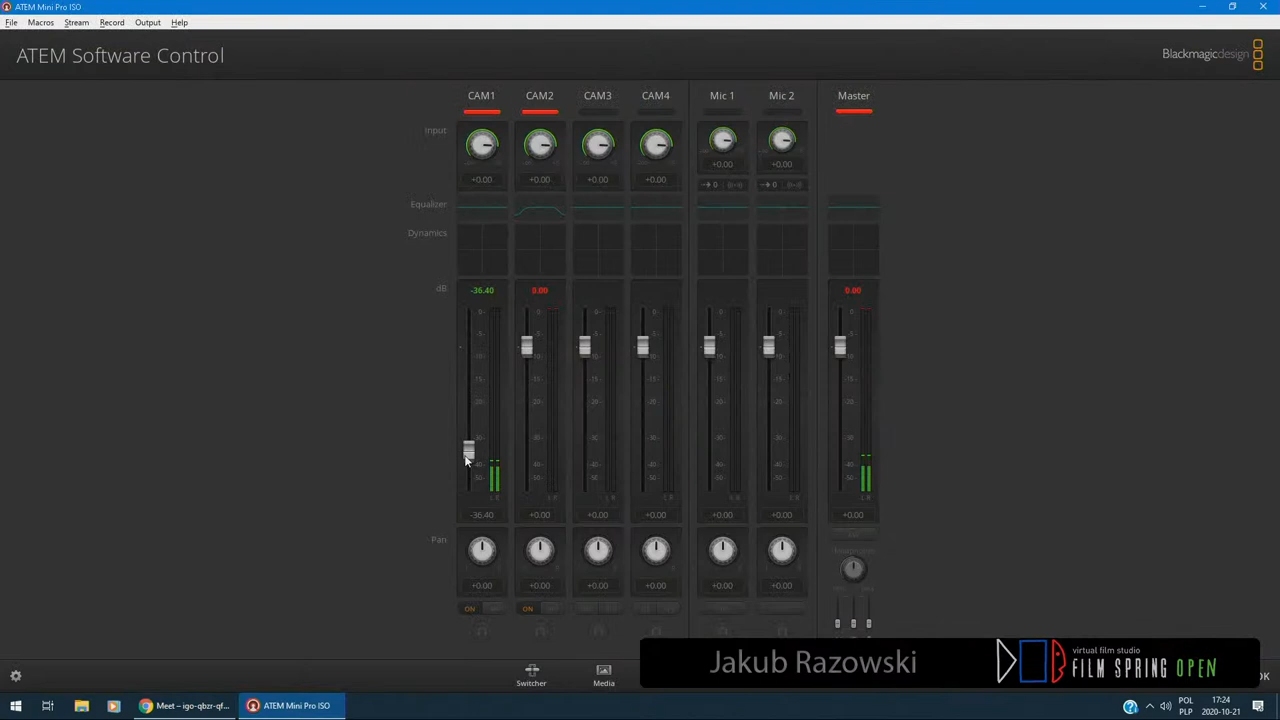 ATEM Mini Pro ISO
File Macros Stream Record Output Help
ATEM Software Control
Blackmagicdesign
CAM1 CAM2 CAM3 CAM4 Mic 1 Mic 2 Master
Input
+0.00 +0.00 +0.00 +0.00 +0.00 +0.00
Equalizer
Dynamics
dB
-36.40 0.00 0.00
-36.40 +0.00 +0.00 +0.00 +0.00 +0.00 +0.00
Pan
+0.00 +0.00 +0.00 +0.00 +0.00 +0.00
ON ON
Switcher Media
Jakub Razowski
virtual film studio
FILM SPRING OPEN
OK
Meet – igo-qbzr-qf... ATEM Mini Pro ISO
POL
PLP
17:24
2020-10-21